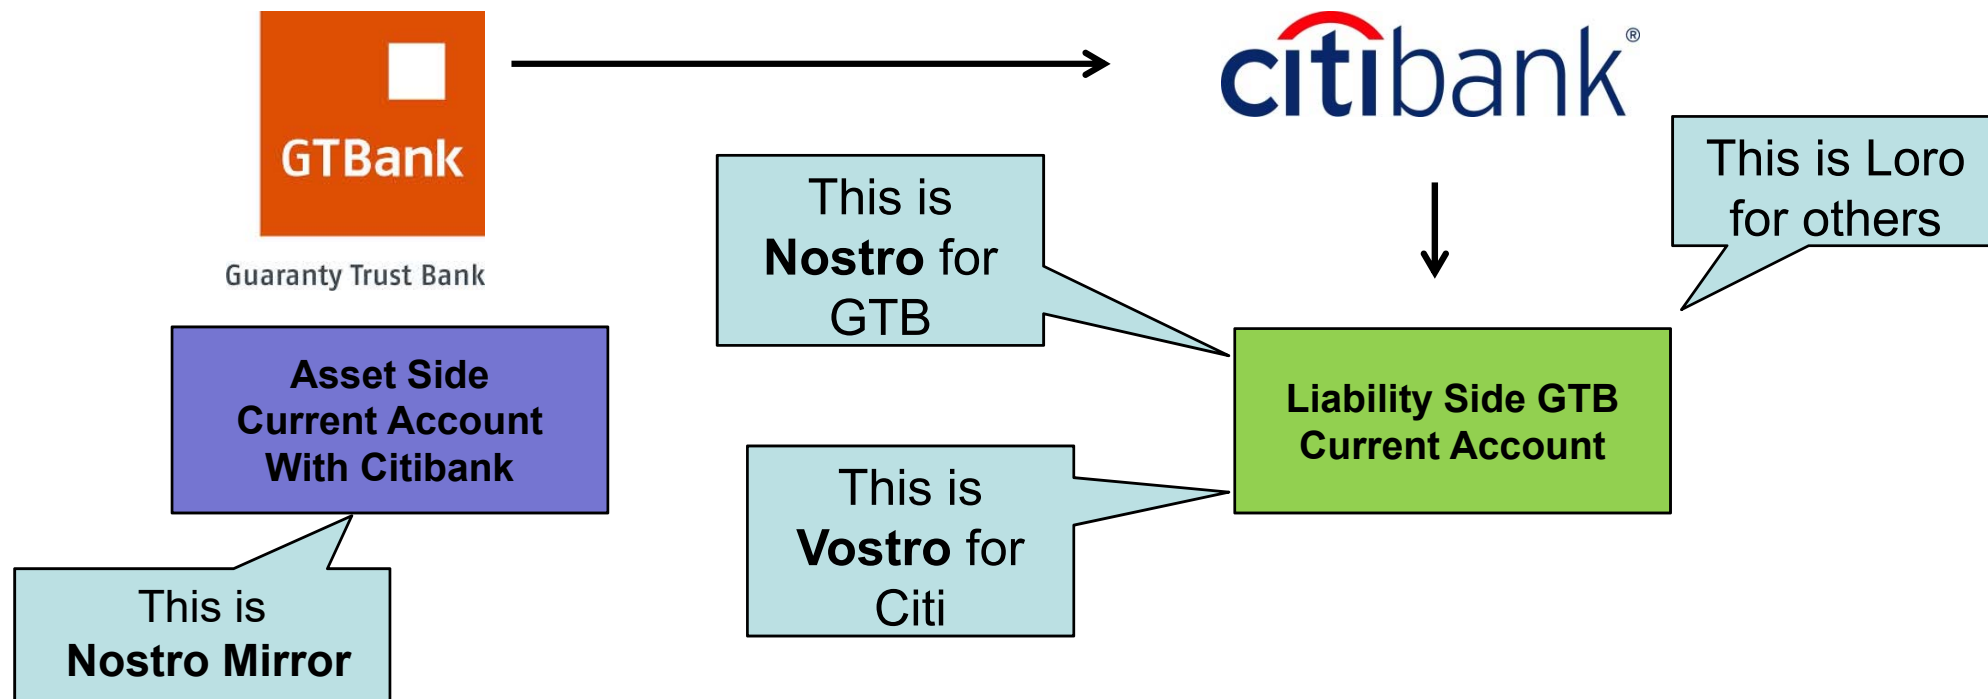 GTBank
Guaranty Trust Bank
citibank®
This is
Nostro for
GTB
This is Loro
for others
Asset Side
Current Account
With Citibank
Liability Side GTB
Current Account
This is
Vostro for
Citi
This is
Nostro Mirror